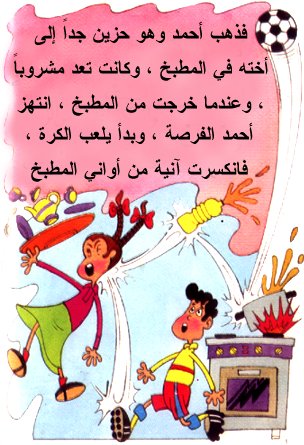 فذهب أحمد وهو حزين جداً إلى
أخته في المطبخ ، وكانت تعد مشروباً
، وعندما خرجت من المطبخ ، انتهز
أحمد الفرصة ، وبدأ يلعب الكرة ،
فانكسرت آنية من أواني المطبخ